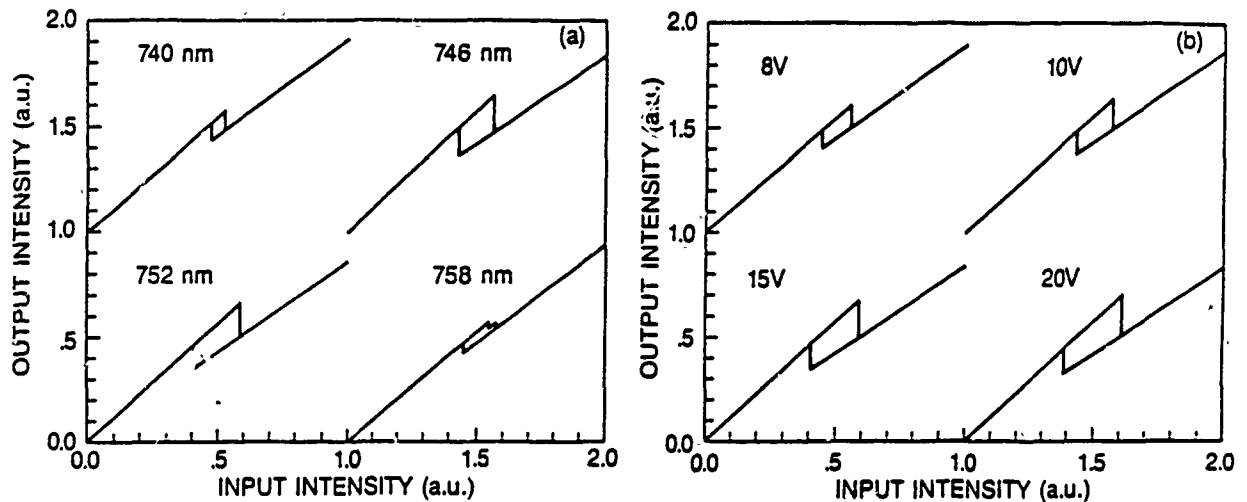 (a)
740 nm
746 nm
752 nm
758 nm
OUTPUT INTENSITY (a.u.)
2.0
1.5
1.0
.5
0.0
0.0
.5
1.0
1.5
2.0
INPUT INTENSITY (a.u.)
(b)
8V
10V
15V
20V
OUTPUT INTENSITY (a.u.)
2.0
1.5
1.0
.5
0.0
0.0
.5
1.0
1.5
2.0
INPUT INTENSITY (a.u.)